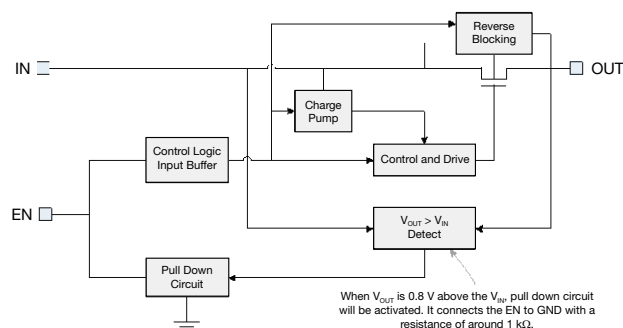 Reverse
Blocking
IN
OUT
Charge
Pump
Control Logic
Input Buffer
Control and Drive
EN
VOUT > VIN
Detect
Pull Down
Circuit
When VOUT is 0.8 V above the VIN, pull down circuit
will be activated. It connects the EN to GND with a
resistance of around 1 kΩ.